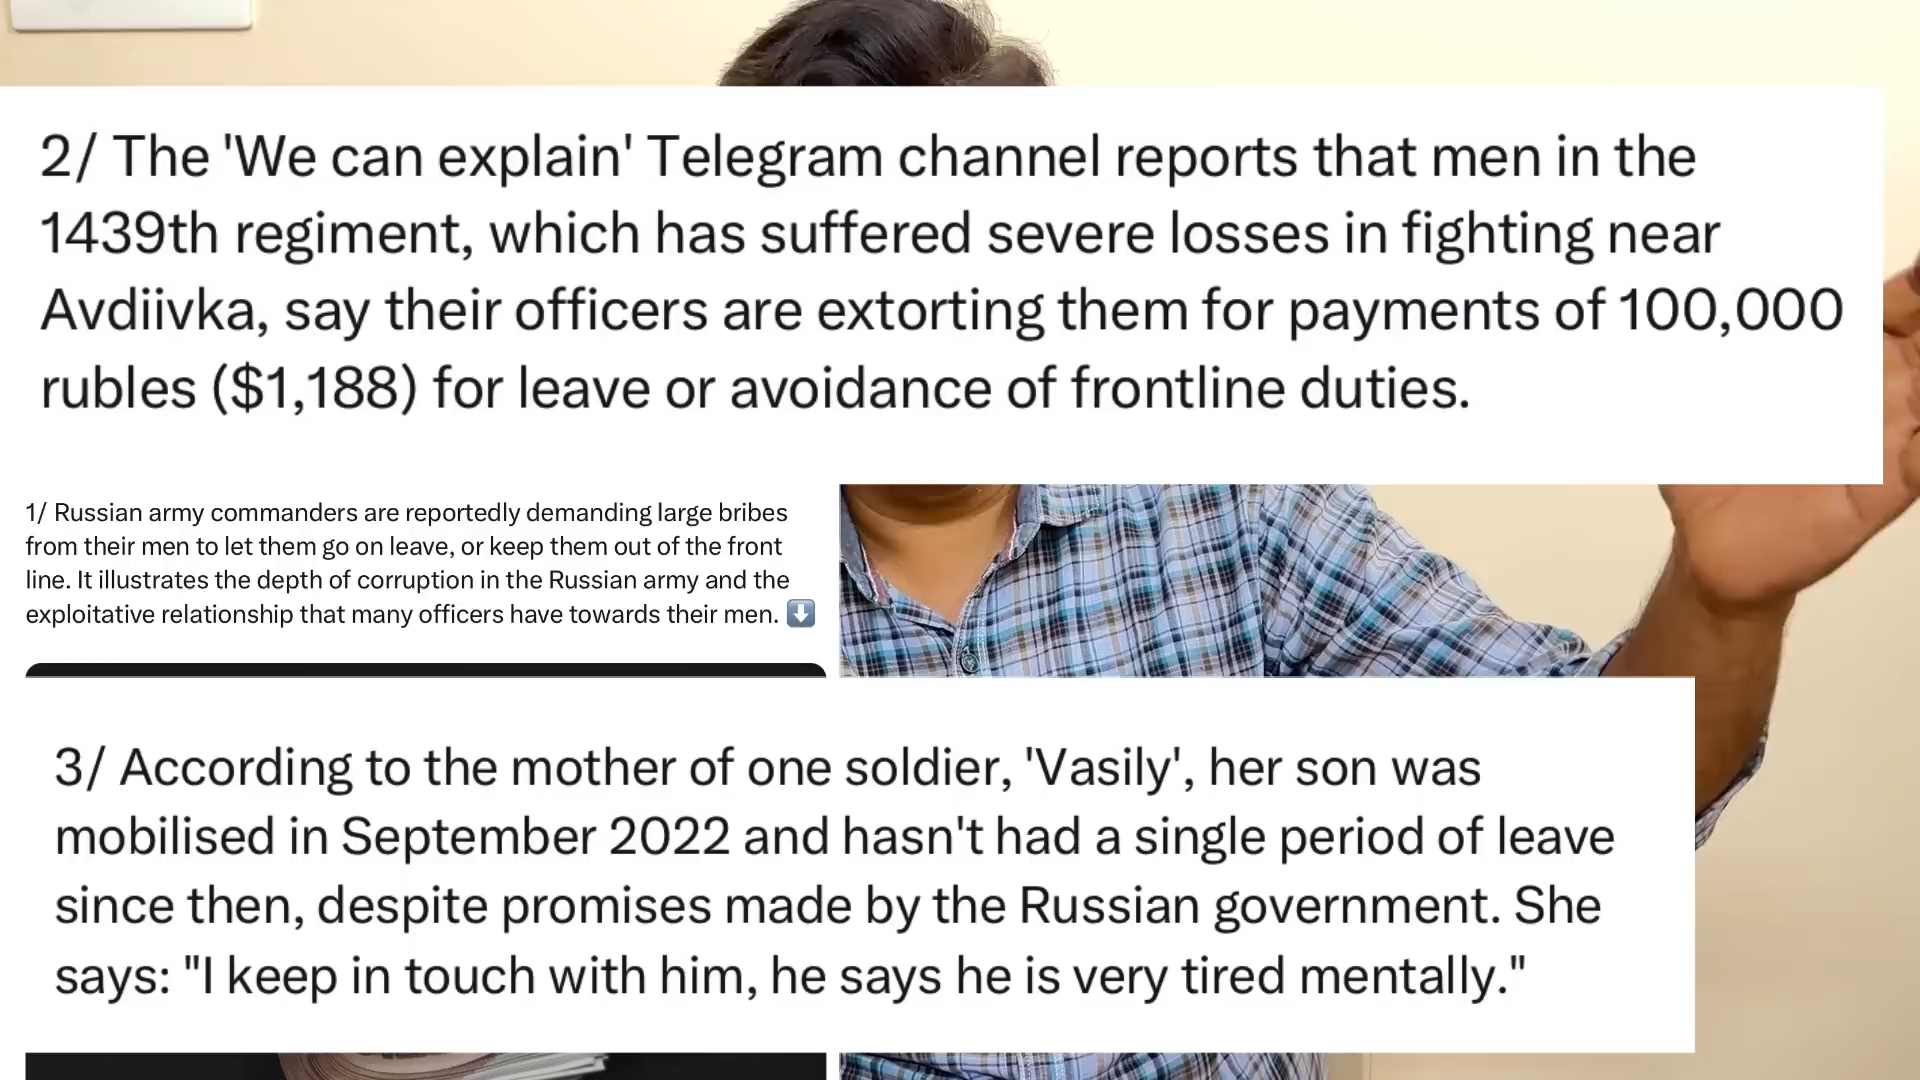 2/ The 'We can explain' Telegram channel reports that men in the
1439th regiment, which has suffered severe losses in fighting near
Avdiivka, say their officers are extorting them for payments of 100,000
rubles ($1,188) for leave or avoidance of frontline duties.
1/ Russian army commanders are reportedly demanding large bribes
from their men to let them go on leave, or keep them out of the front
line. It illustrates the depth of corruption in the Russian army and the
exploitative relationship that many officers have towards their men. ⬇️
3/ According to the mother of one soldier, 'Vasily', her son was
mobilised in September 2022 and hasn't had a single period of leave
since then, despite promises made by the Russian government. She
says: "I keep in touch with him, he says he is very tired mentally."